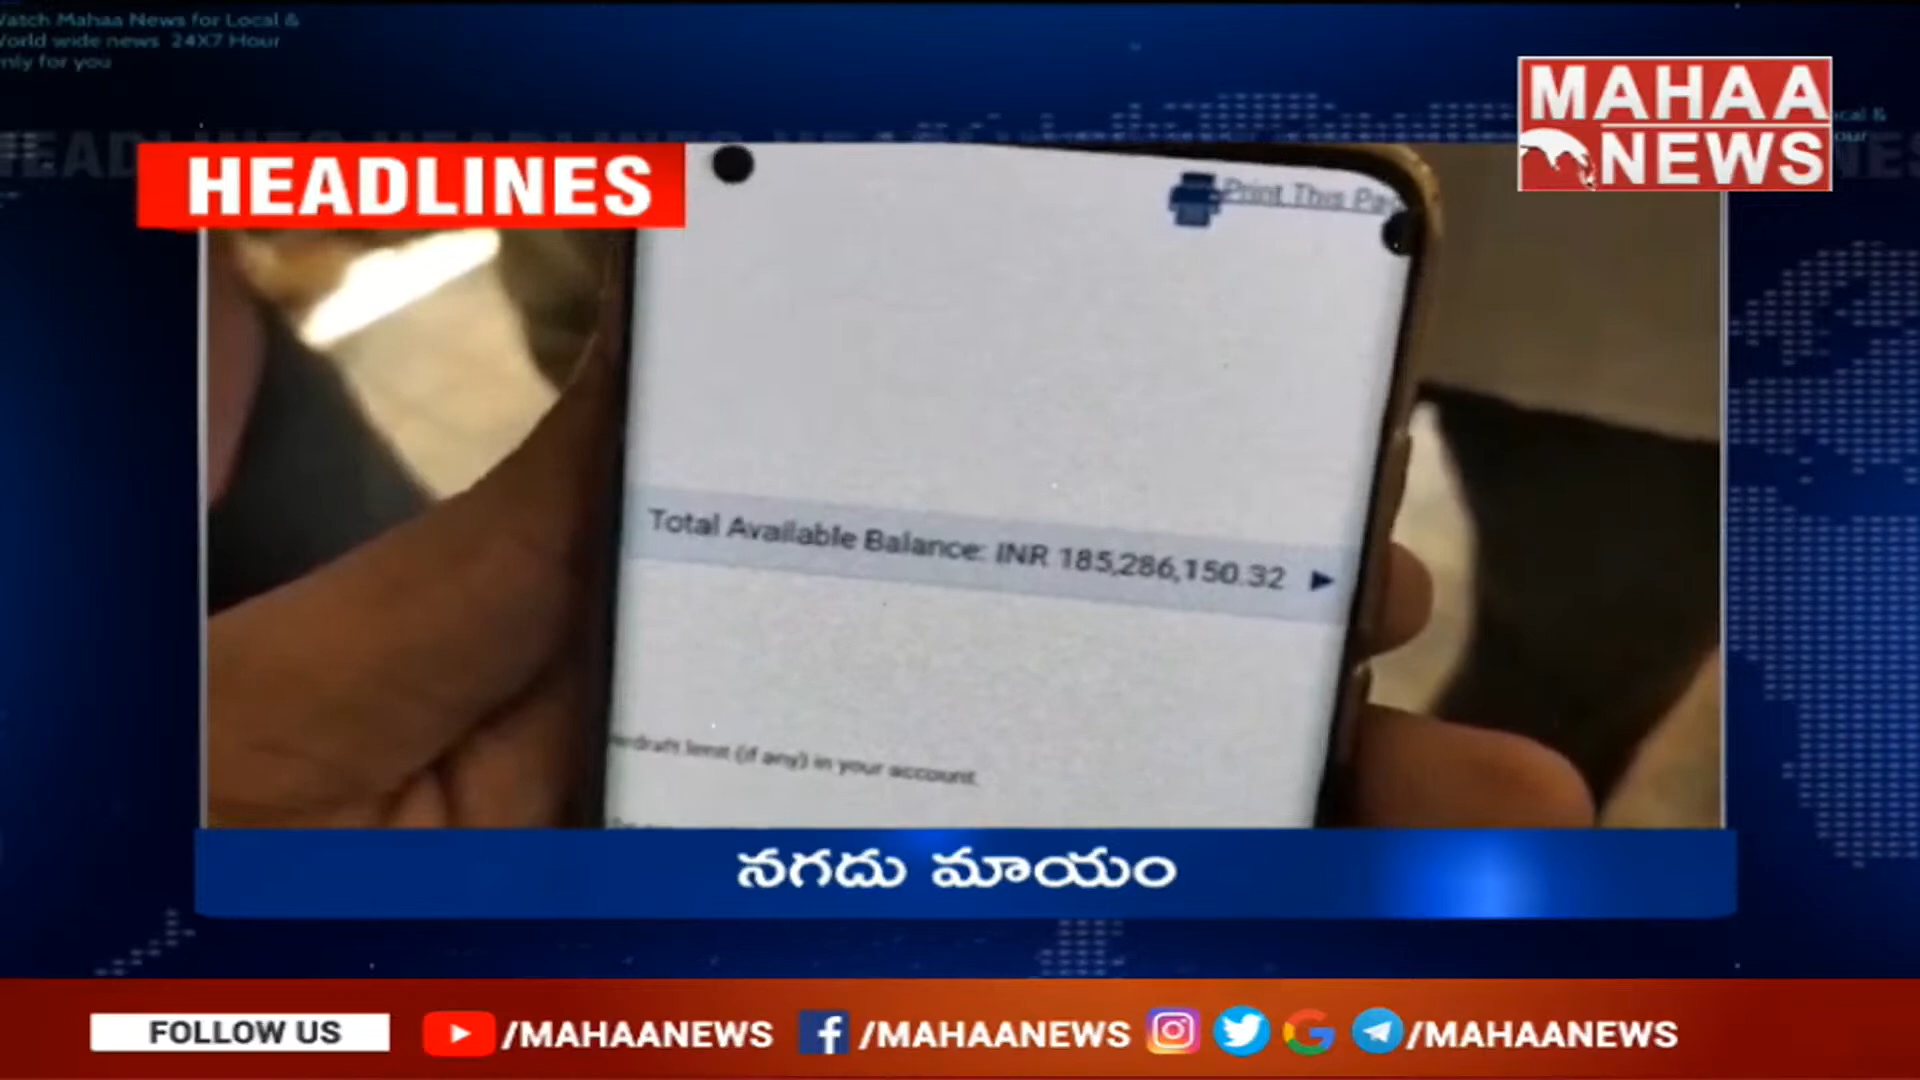 Watch Mahaa News for Local &
World wide news 24X7 Hour
only for you
MAHAA
NEWS
HEADLINES
Print This
Total Available Balance: INR 185,286,150.32
limit (if any) in your account.
నగదు మాయం
FOLLOW US
/MAHAANEWS
/MAHAANEWS
/MAHAANEWS